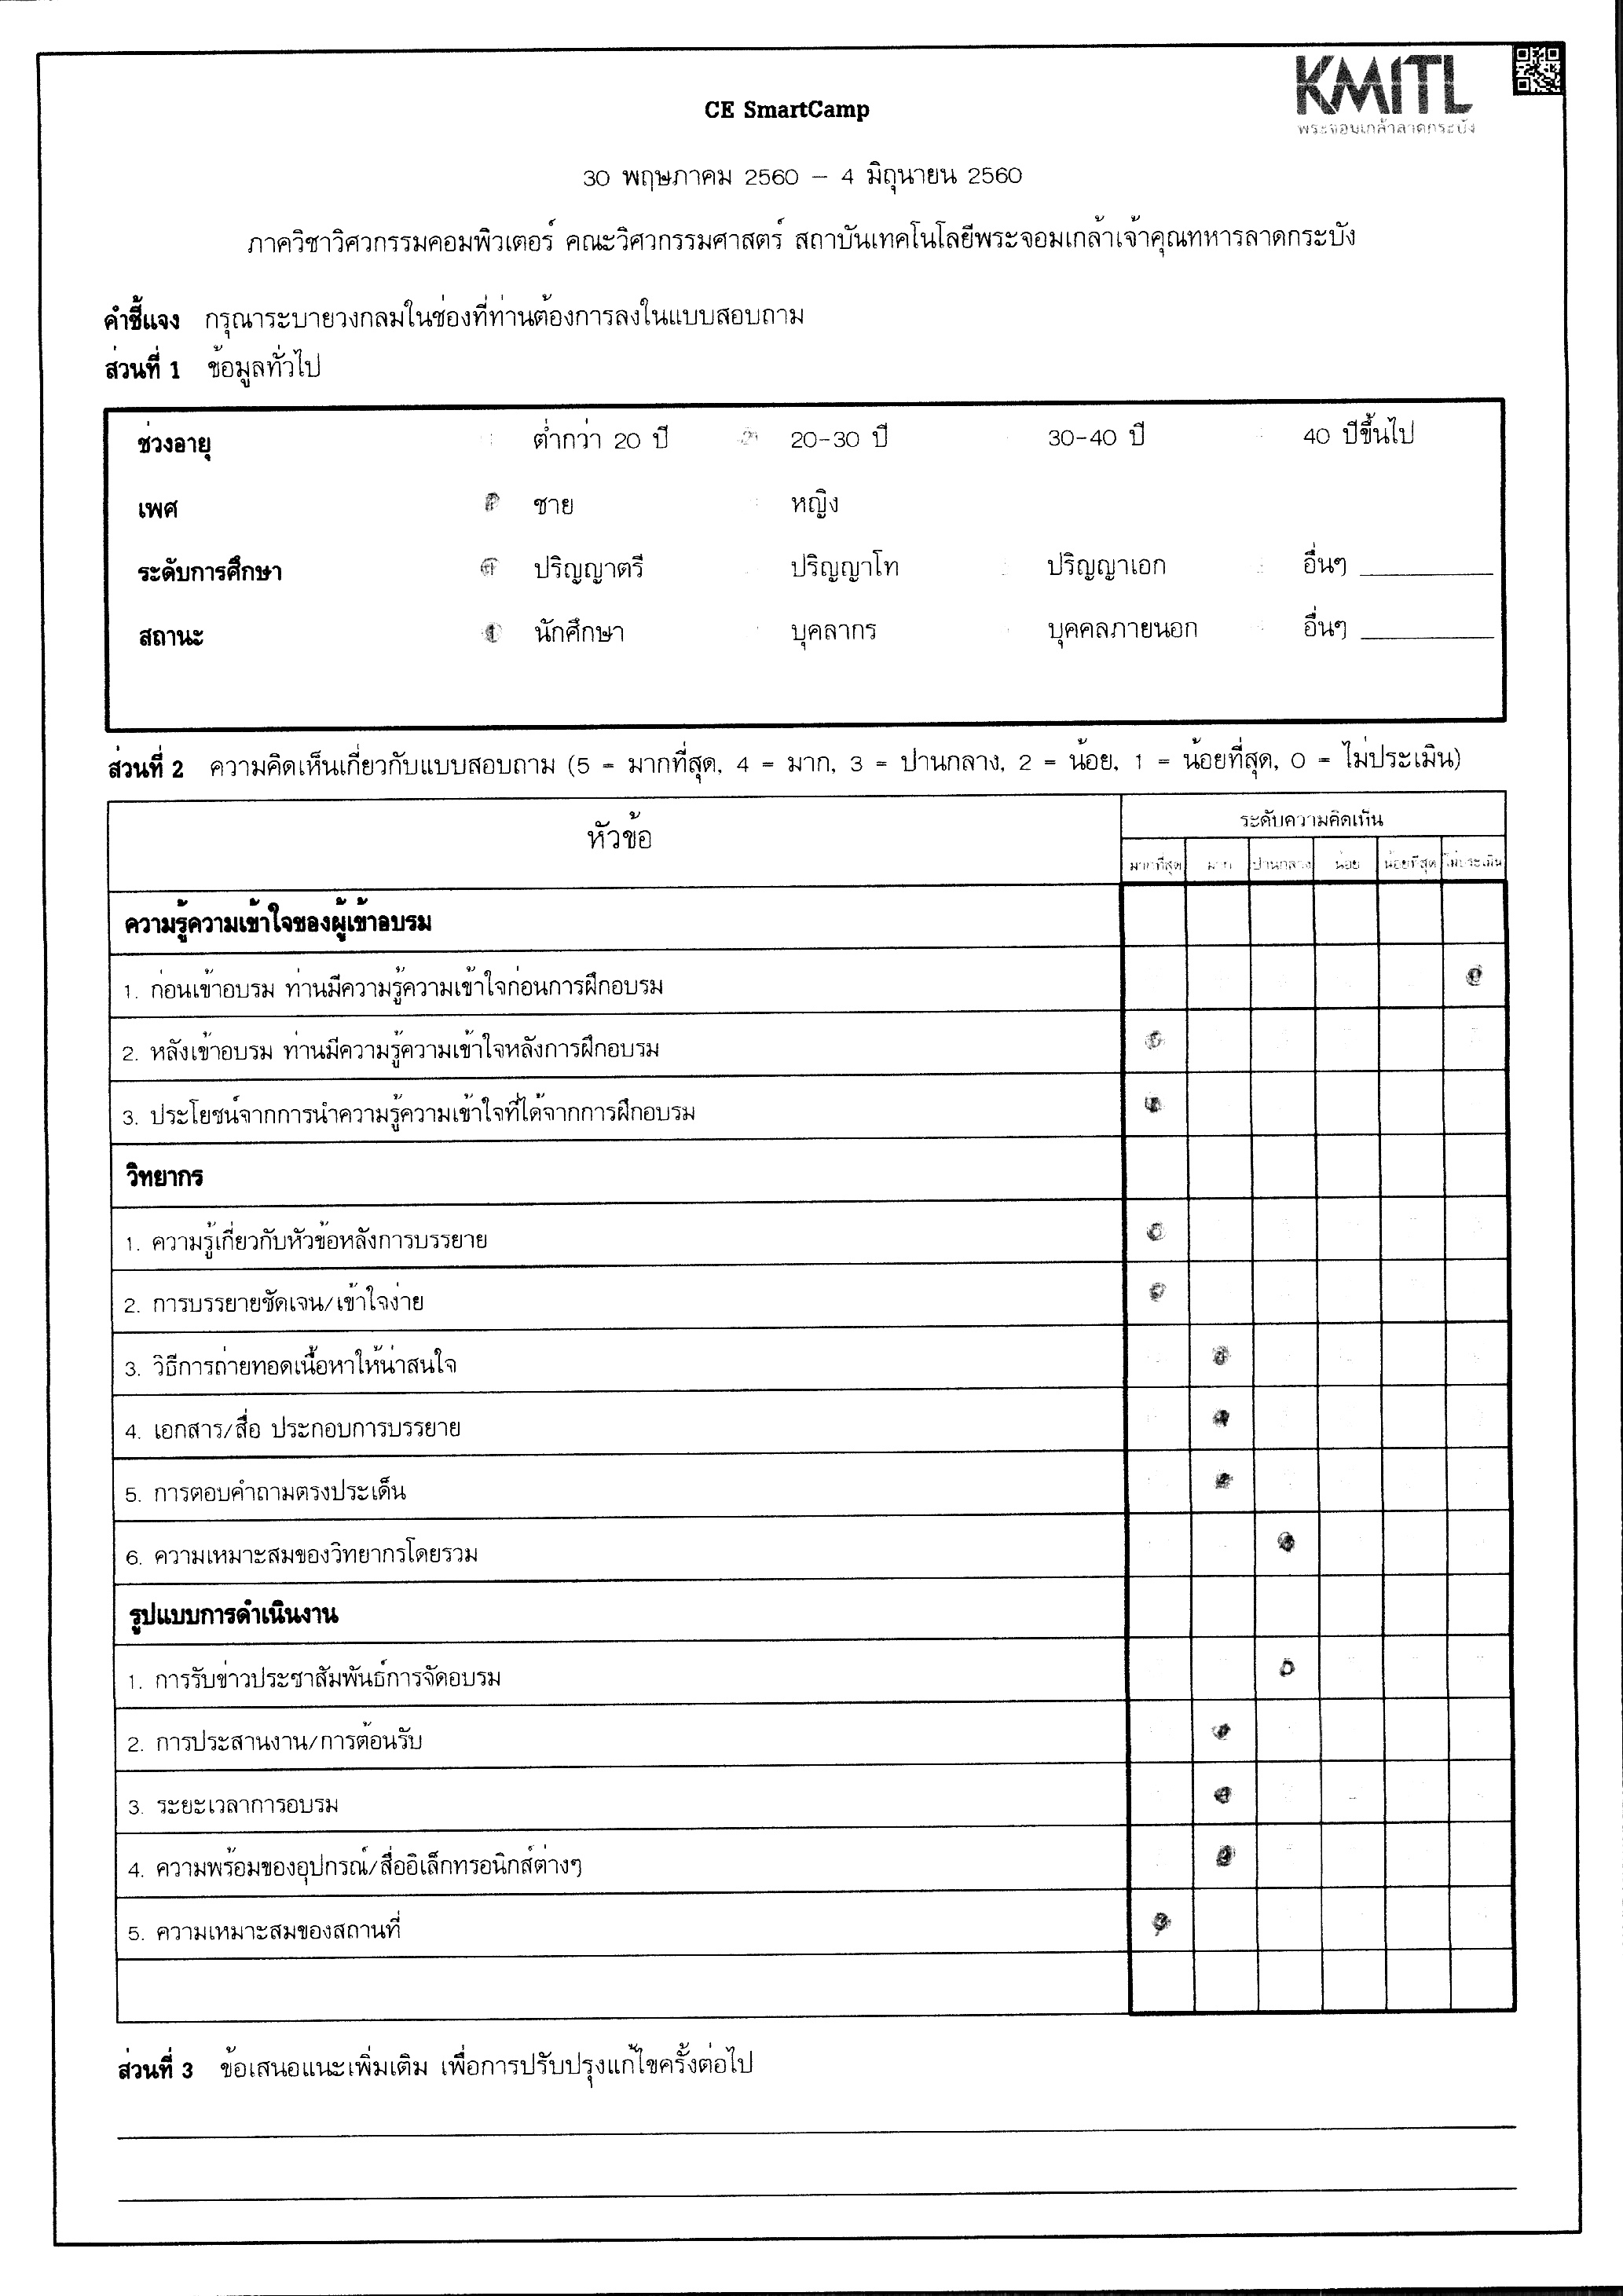 KMITL
พระจอมเกล้าลาดกระบัง
CE SmartCamp
30 พฤษภาคม 2560 – 4 มิถุนายน 2560
ภาควิชาวิศวกรรมคอมพิวเตอร์ คณะวิศวกรรมศาสตร์ สถาบันเทคโนโลยีพระจอมเกล้าเจ้าคุณทหารลาดกระบัง
คำชี้แจง กรุณาระบายวงกลมในช่องที่ท่านต้องการลงในแบบสอบถาม
ส่วนที่ 1 ข้อมูลทั่วไป
ช่วงอายุ ต่ำกว่า 20 ปี 20-30 ปี 30-40 ปี 40 ปีขึ้นไป
เพศ ชาย หญิง
ระดับการศึกษา ปริญญาตรี ปริญญาโท ปริญญาเอก อื่นๆ
สถานะ นักศึกษา บุคลากร บุคคลภายนอก อื่นๆ
ส่วนที่ 2 ความคิดเห็นเกี่ยวกับแบบสอบถาม (5 = มากที่สุด, 4 = มาก, 3 = ปานกลาง, 2 = น้อย, 1 = น้อยที่สุด, 0 = ไม่ประเมิน)
หัวข้อ ระดับความคิดเห็น
มากที่สุด มาก ปานกลาง น้อย น้อยที่สุด ไม่ประเมิน
ความรู้ความเข้าใจของผู้เข้าอบรม
1. ก่อนเข้าอบรม ท่านมีความรู้ความเข้าใจก่อนการฝึกอบรม
2. หลังเข้าอบรม ท่านมีความรู้ความเข้าใจหลังการฝึกอบรม
3. ประโยชน์จากการนำความรู้ความเข้าใจที่ได้จากการฝึกอบรม
วิทยากร
1. ความรู้เกี่ยวกับหัวข้อหลังการบรรยาย
2. การบรรยายชัดเจน/เข้าใจง่าย
3. วิธีการถ่ายทอดเนื้อหาให้น่าสนใจ
4. เอกสาร/สื่อ ประกอบการบรรยาย
5. การตอบคำถามตรงประเด็น
6. ความเหมาะสมของวิทยากรโดยรวม
รูปแบบการดำเนินงาน
1. การรับข่าวประชาสัมพันธ์การจัดอบรม
2. การประสานงาน/การต้อนรับ
3. ระยะเวลาการอบรม
4. ความพร้อมของอุปกรณ์/สื่ออิเล็กทรอนิกส์ต่างๆ
5. ความเหมาะสมของสถานที่
ส่วนที่ 3 ข้อเสนอแนะเพิ่มเติม เพื่อการปรับปรุงแก้ไขครั้งต่อไป